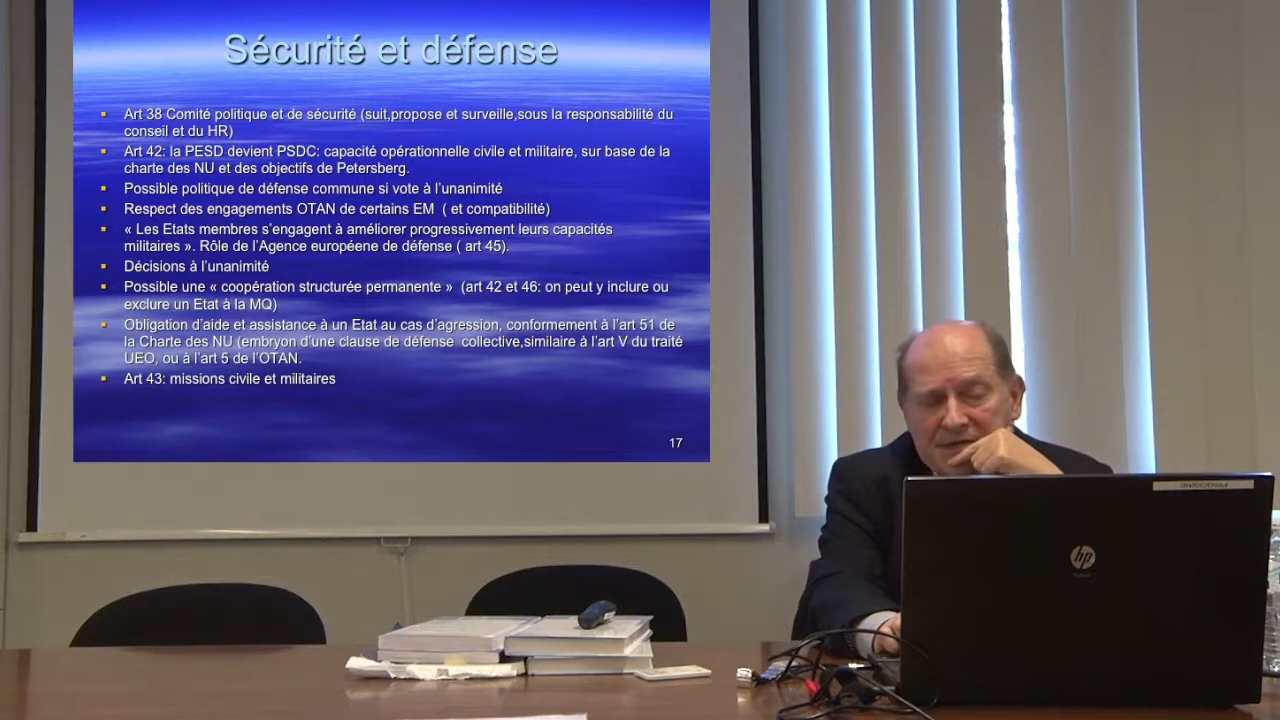 Sécurité et défense
Art 38 Comité politique et de sécurité (suit,propose et surveille,sous la responsabilité du
conseil et du HR)
Art 42: la PESD devient PSDC: capacité opérationnelle civile et militaire, sur base de la
charte des NU et des objectifs de Petersberg.
Possible politique de défense commune si vote à l'unanimité
Respect des engagements OTAN de certains EM ( et compatibilité)
« Les Etats membres s'engagent à améliorer progressivement leurs capacités
militaires ». Rôle de l'Agence européene de défense ( art 45).
Décisions à l'unanimité
Possible une « coopération structurée permanente » (art 42 et 46: on peut y inclure ou
exclure un Etat à la MQ)
Obligation d'aide et assistance à un Etat au cas d'agression, conformement à l'art 51 de
la Charte des NU (embryon d'une clause de défense collective,similaire à l'art V du traité
UEO, ou à l'art 5 de l'OTAN.
Art 43: missions civile et militaires
17
hp